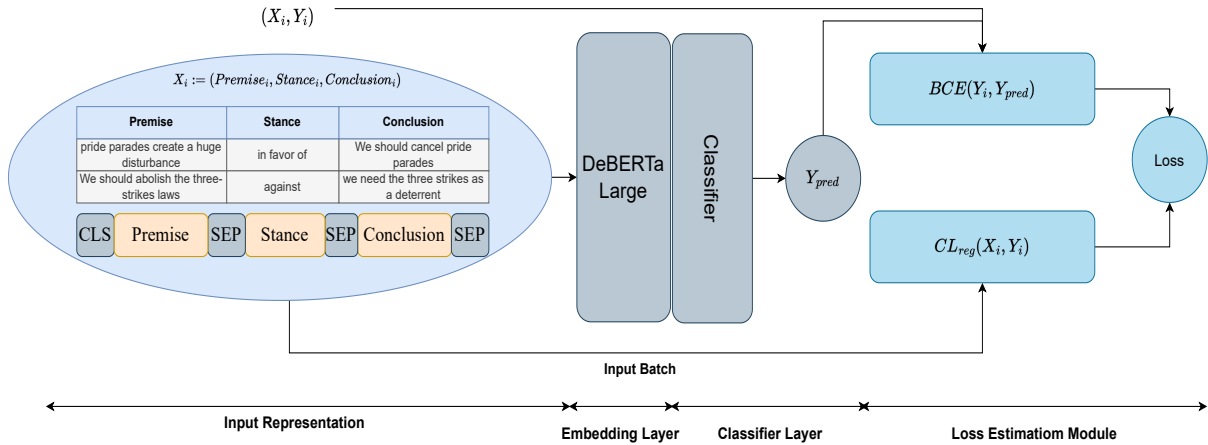 (X_i, Y_i)
X_i := (Premise_i, Stance_i, Conclusion_i)
Premise Stance Conclusion
pride parades create a huge disturbance in favor of We should cancel pride parades
We should abolish the three-strikes laws against we need the three strikes as a deterrent
CLS Premise SEP Stance SEP Conclusion SEP
DeBERTa
Large
Classifier
Y_pred
BCE(Y_i, Y_pred)
CL_reg(X_i, Y_i)
Loss
Input Batch
Input Representation
Embedding Layer
Classifier Layer
Loss Estimatiom Module